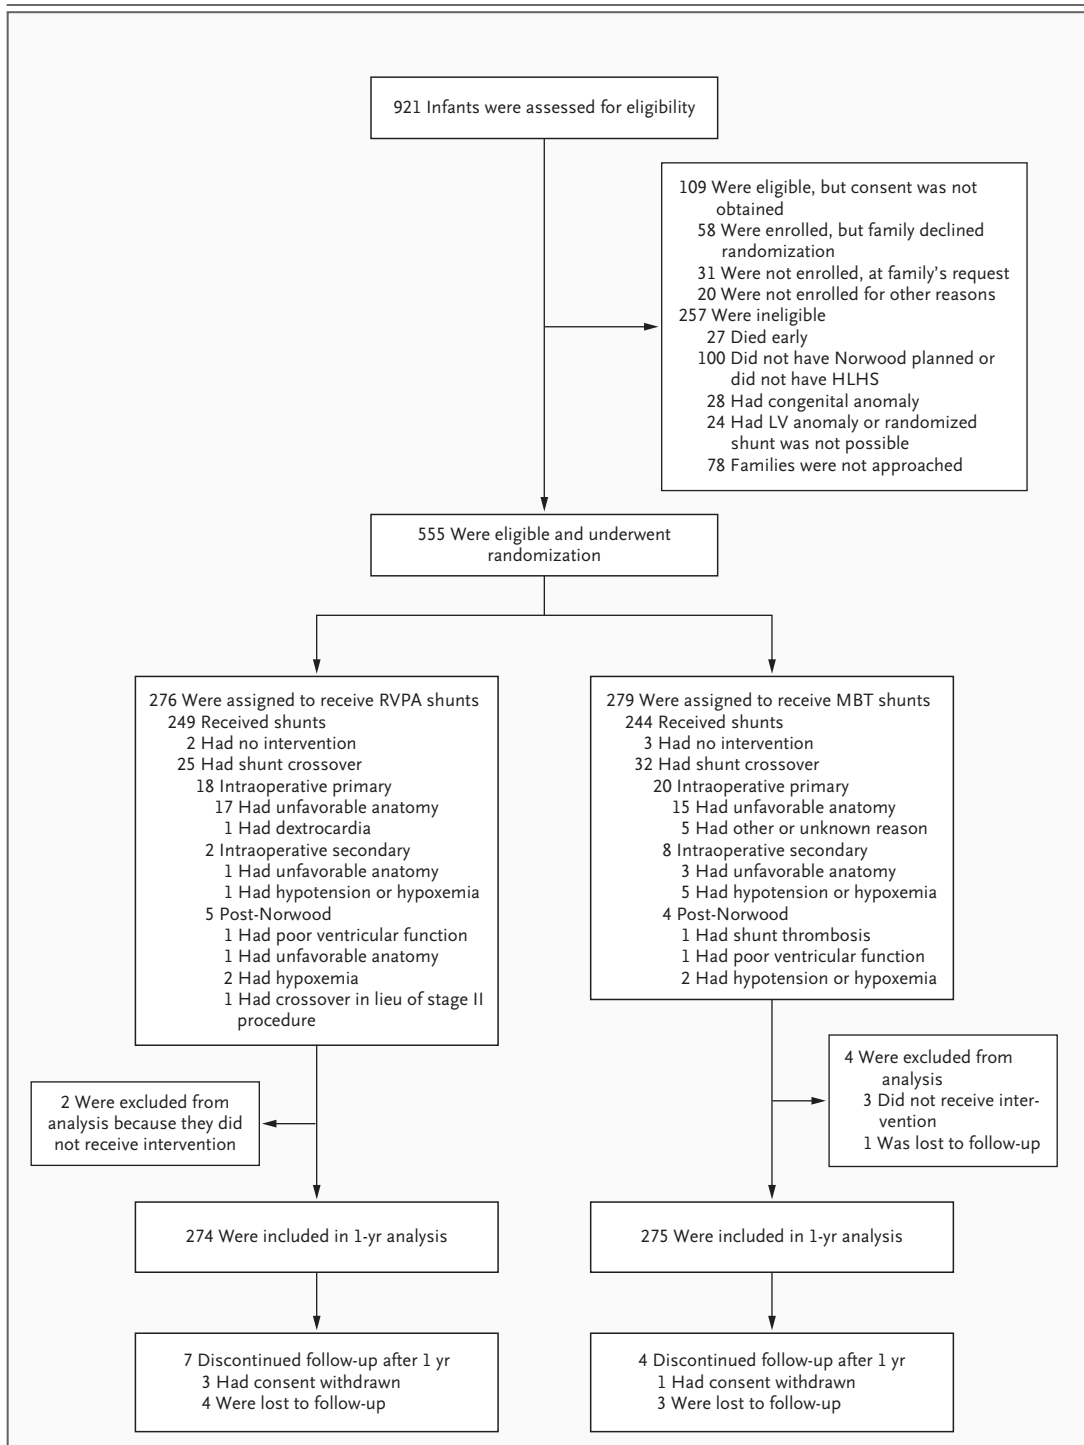 921 Infants were assessed for eligibility
109 Were eligible, but consent was not
obtained
58 Were enrolled, but family declined
randomization
31 Were not enrolled, at family's request
20 Were not enrolled for other reasons
257 Were ineligible
27 Died early
100 Did not have Norwood planned or
did not have HLHS
28 Had congenital anomaly
24 Had LV anomaly or randomized
shunt was not possible
78 Families were not approached
555 Were eligible and underwent
randomization
276 Were assigned to receive RVPA shunts
249 Received shunts
2 Had no intervention
25 Had shunt crossover
18 Intraoperative primary
17 Had unfavorable anatomy
1 Had dextrocardia
2 Intraoperative secondary
1 Had unfavorable anatomy
1 Had hypotension or hypoxemia
5 Post-Norwood
1 Had poor ventricular function
1 Had unfavorable anatomy
2 Had hypoxemia
1 Had crossover in lieu of stage II
procedure
279 Were assigned to receive MBT shunts
244 Received shunts
3 Had no intervention
32 Had shunt crossover
20 Intraoperative primary
15 Had unfavorable anatomy
5 Had other or unknown reason
8 Intraoperative secondary
3 Had unfavorable anatomy
5 Had hypotension or hypoxemia
4 Post-Norwood
1 Had shunt thrombosis
1 Had poor ventricular function
2 Had hypotension or hypoxemia
2 Were excluded from
analysis because they did
not receive intervention
4 Were excluded from
analysis
3 Did not receive inter-
vention
1 Was lost to follow-up
274 Were included in 1-yr analysis
275 Were included in 1-yr analysis
7 Discontinued follow-up after 1 yr
3 Had consent withdrawn
4 Were lost to follow-up
4 Discontinued follow-up after 1 yr
1 Had consent withdrawn
3 Were lost to follow-up